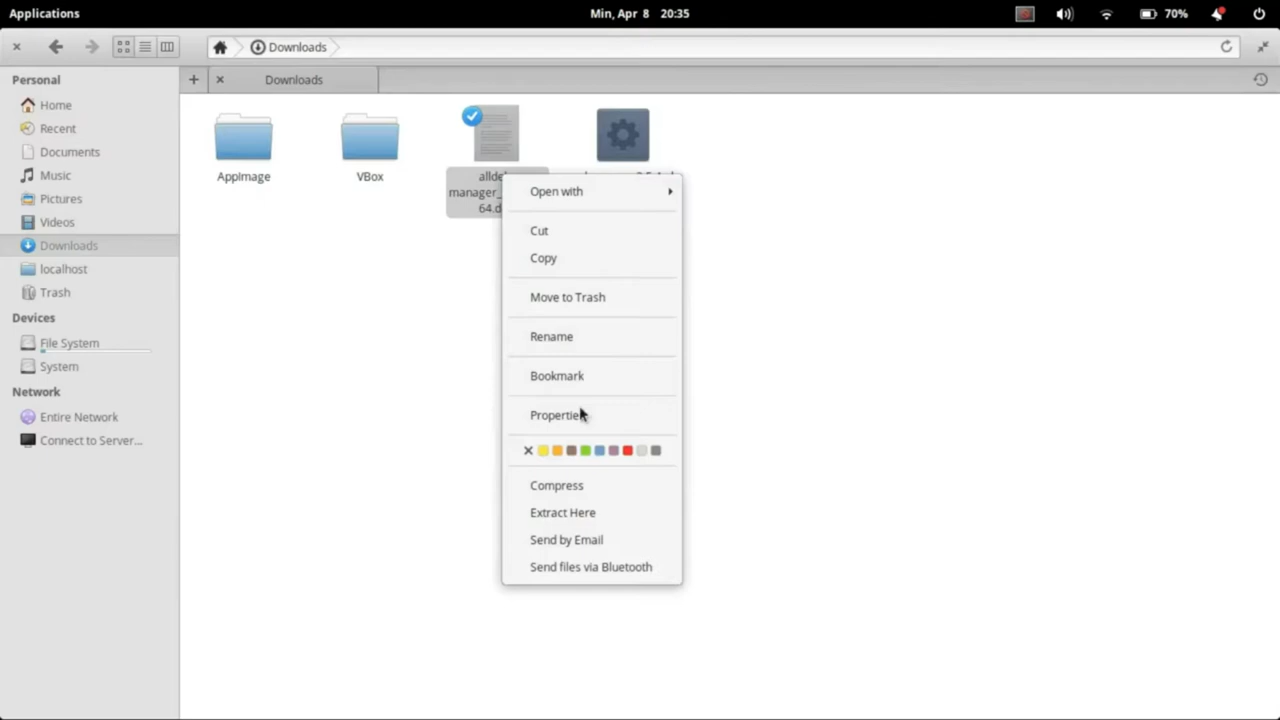 Applications
Min, Apr 8 20:35
70%
Downloads
Personal
Downloads
Home
Recent
Documents
Music
Pictures
Videos
Downloads
localhost
Trash
Devices
File System
System
Network
Entire Network
Connect to Server...
AppImage
VBox
manager_
Open with
Cut
Copy
Move to Trash
Rename
Bookmark
Properties
Compress
Extract Here
Send by Email
Send files via Bluetooth